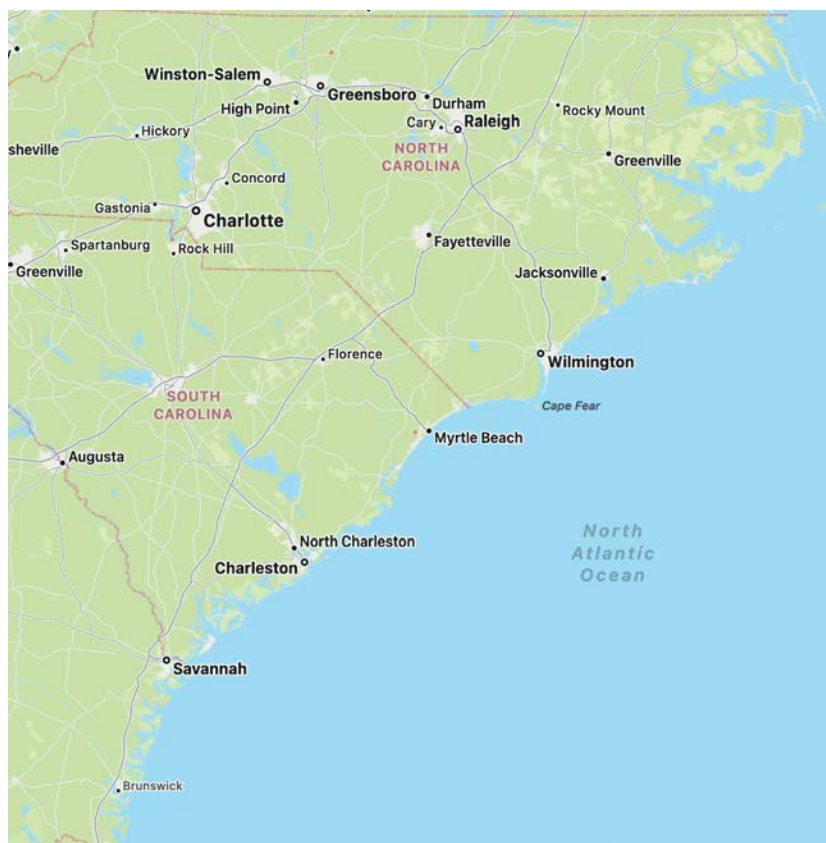 Winston-Salem
Greensboro
High Point
Durham
Rocky Mount
Cary
Raleigh
Hickory
sheville
NORTH
CAROLINA
Greenville
Concord
Gastonia
Charlotte
Fayetteville
Spartanburg
Rock Hill
Greenville
Jacksonville
Florence
Wilmington
SOUTH
CAROLINA
Cape Fear
Myrtle Beach
Augusta
North
Atlantic
Ocean
North Charleston
Charleston
Savannah
Brunswick